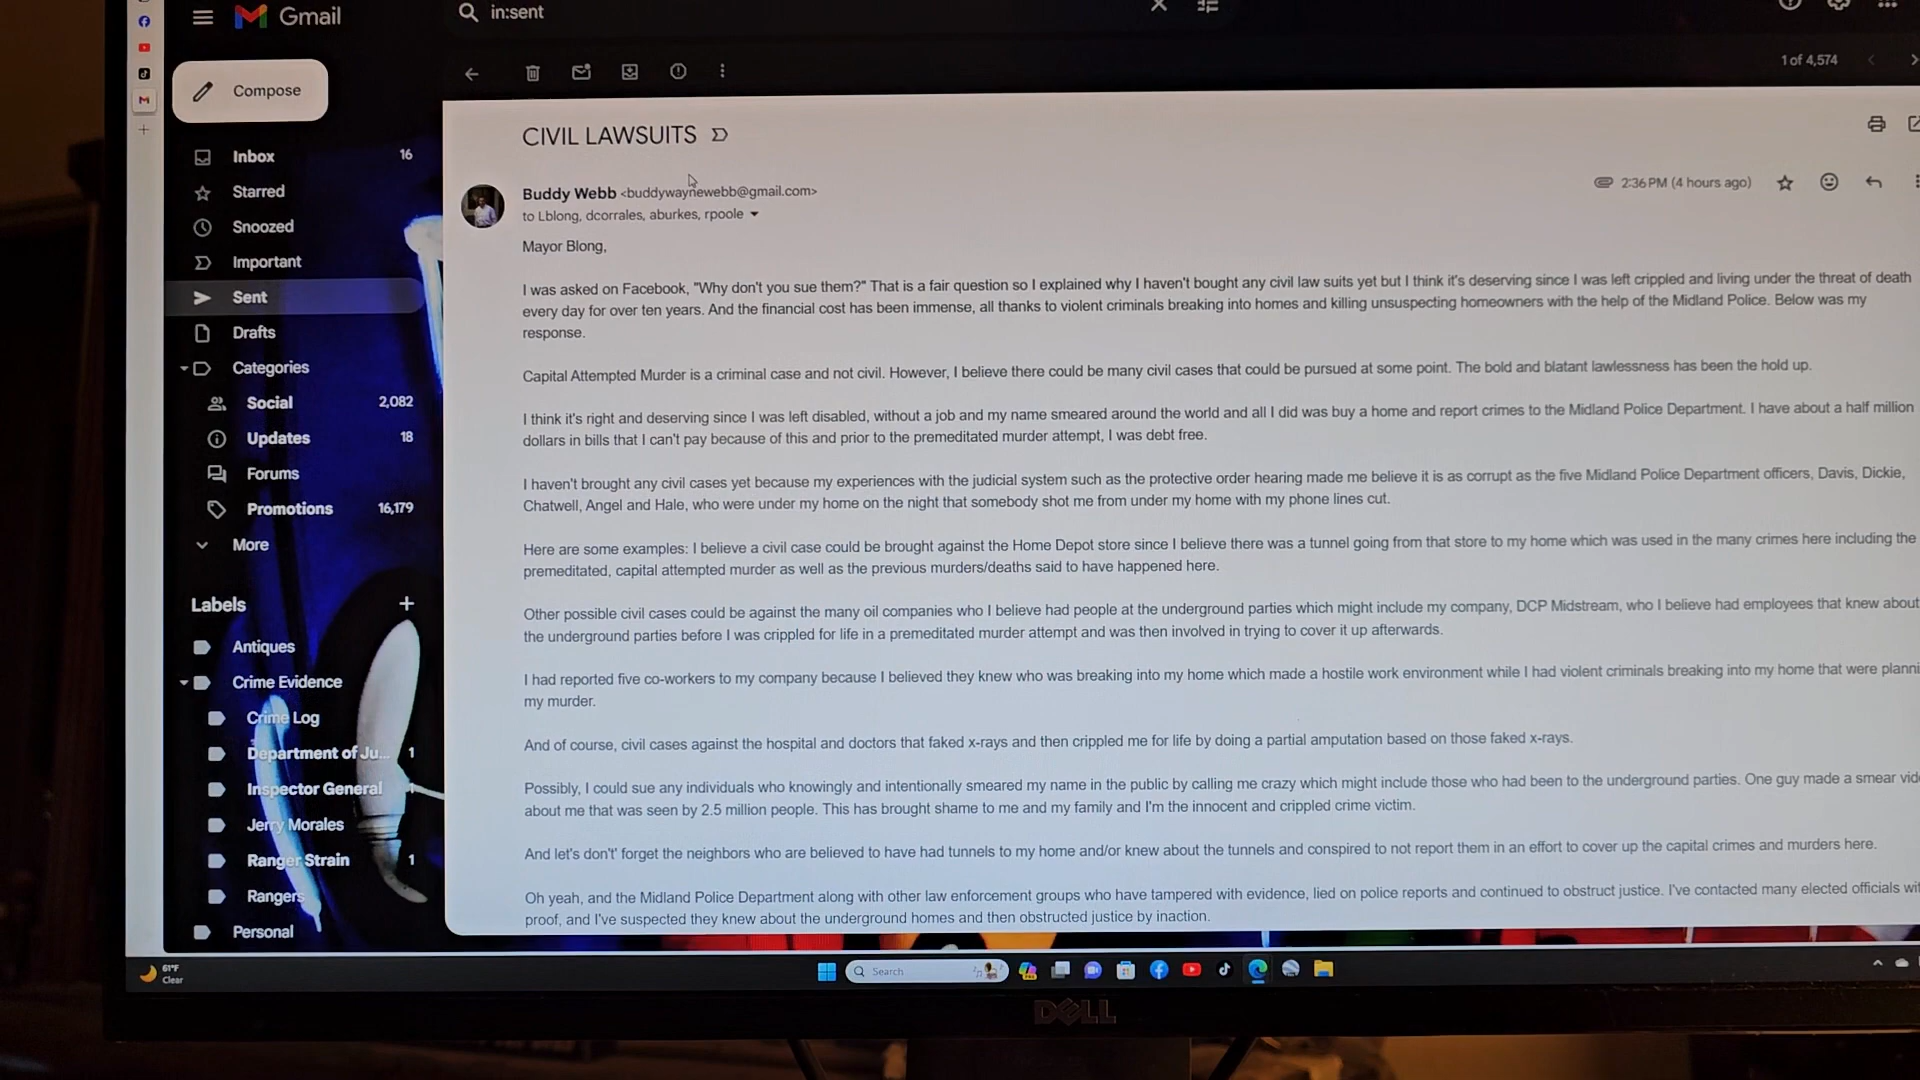 Gmail
in:sent
Compose
1 of 4,574
Inbox 16
Starred
Snoozed
Important
Sent
Drafts
Categories
Social 2,082
Updates 18
Forums
Promotions 16,179
More
Labels +
Antiques
Crime Evidence
Crime Log
Department of Ju... 1
Inspector General 1
Jerry Morales
Ranger Strain 1
Rangers
Personal
CIVIL LAWSUITS
Buddy Webb <buddywaynewebb@gmail.com>
2:36 PM (4 hours ago)
to Lblong, dcorrales, aburkes, rpoole
Mayor Blong,
I was asked on Facebook, "Why don't you sue them?" That is a fair question so I explained why I haven't bought any civil law suits yet but I think it's deserving since I was left crippled and living under the threat of death
every day for over ten years. And the financial cost has been immense, all thanks to violent criminals breaking into homes and killing unsuspecting homeowners with the help of the Midland Police. Below was my
response.
Capital Attempted Murder is a criminal case and not civil. However, I believe there could be many civil cases that could be pursued at some point. The bold and blatant lawlessness has been the hold up.
I think it's right and deserving since I was left disabled, without a job and my name smeared around the world and all I did was buy a home and report crimes to the Midland Police Department. I have about a half million
dollars in bills that I can't pay because of this and prior to the premeditated murder attempt, I was debt free.
I haven't brought any civil cases yet because my experiences with the judicial system such as the protective order hearing made me believe it is as corrupt as the five Midland Police Department officers, Davis, Dickie,
Chatwell, Angel and Hale, who were under my home on the night that somebody shot me from under my home with my phone lines cut.
Here are some examples: I believe a civil case could be brought against the Home Depot store since I believe there was a tunnel going from that store to my home which was used in the many crimes here including the
premeditated, capital attempted murder as well as the previous murders/deaths said to have happened here.
Other possible civil cases could be against the many oil companies who I believe had people at the underground parties which might include my company, DCP Midstream, who I believe had employees that knew about
the underground parties before I was crippled for life in a premeditated murder attempt and was then involved in trying to cover it up afterwards.
I had reported five co-workers to my company because I believed they knew who was breaking into my home which made a hostile work environment while I had violent criminals breaking into my home that were planni
my murder.
And of course, civil cases against the hospital and doctors that faked x-rays and then crippled me for life by doing a partial amputation based on those faked x-rays.
Possibly, I could sue any individuals who knowingly and intentionally smeared my name in the public by calling me crazy which might include those who had been to the underground parties. One guy made a smear vid
about me that was seen by 2.5 million people. This has brought shame to me and my family and I'm the innocent and crippled crime victim.
And let's don't' forget the neighbors who are believed to have had tunnels to my home and/or knew about the tunnels and conspired to not report them in an effort to cover up the capital crimes and murders here.
Oh yeah, and the Midland Police Department along with other law enforcement groups who have tampered with evidence, lied on police reports and continued to obstruct justice. I've contacted many elected officials wi
proof, and I've suspected they knew about the underground homes and then obstructed justice by inaction.
61°F
Clear
Search
DELL